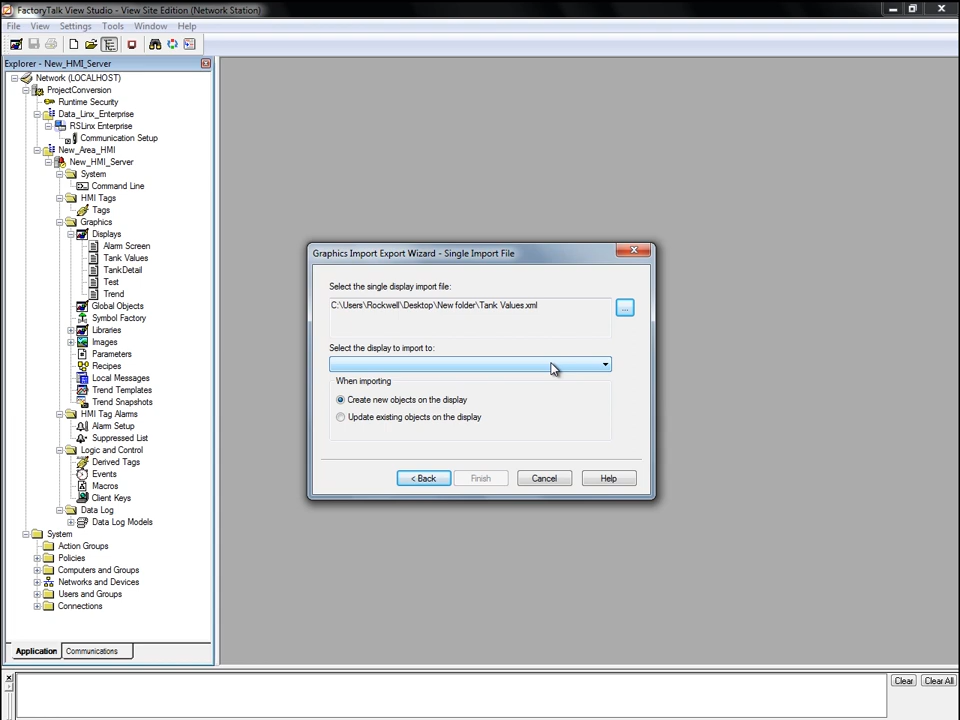 FactoryTalk View Studio - View Site Edition (Network Station)
File View Settings Tools Window Help
Explorer - New_HMI_Server
Network (LOCALHOST)
ProjectConversion
Runtime Security
Data_Linx_Enterprise
RSLinx Enterprise
Communication Setup
New_Area_HMI
New_HMI_Server
System
Command Line
HMI Tags
Tags
Graphics
Displays
Alarm Screen
Tank Values
TankDetail
Test
Trend
Global Objects
Symbol Factory
Libraries
Images
Parameters
Recipes
Local Messages
Trend Templates
Trend Snapshots
HMI Tag Alarms
Alarm Setup
Suppressed List
Logic and Control
Derived Tags
Events
Macros
Client Keys
Data Log
Data Log Models
System
Action Groups
Policies
Computers and Groups
Networks and Devices
Users and Groups
Connections
Application Communications
Graphics Import Export Wizard - Single Import File
Select the single display import file:
C:\Users\Rockwell\Desktop\New folder\Tank Values.xml
...
Select the display to import to:
When importing
Create new objects on the display
Update existing objects on the display
< Back Finish Cancel Help
Clear Clear All